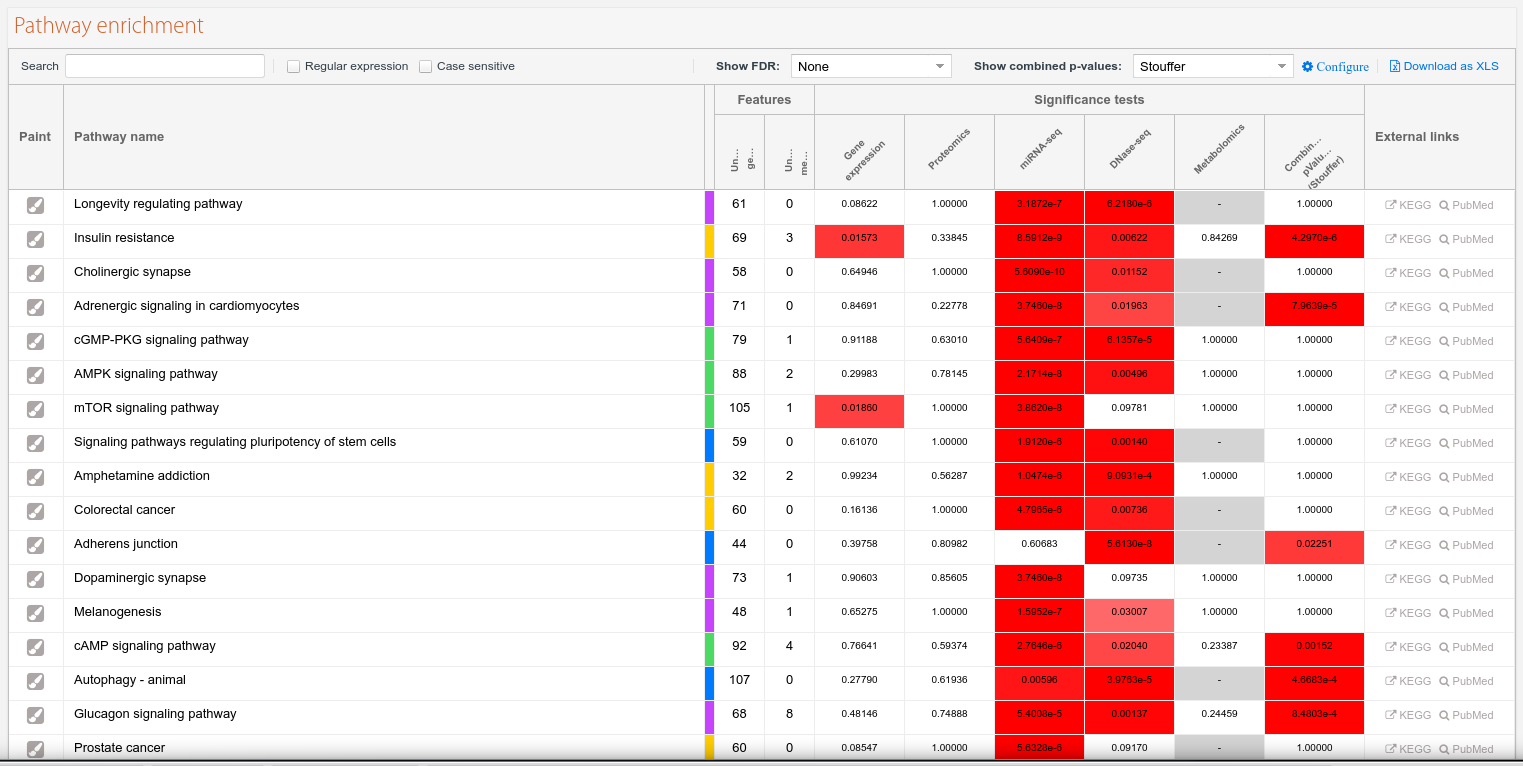 Pathway enrichment
Search Regular expression Case sensitive Show FDR: None Show combined p-values: Stouffer Configure Download as XLS
Paint Pathway name Features Significance tests External links
Un... ge... Un... me... Gene expression Proteomics miRNA-seq DNase-seq Metabolomics Combin... pValu... (Stouffer)
Longevity regulating pathway 61 0 0.08622 1.00000 3.1872e-7 6.2180e-6 - 1.00000 KEGG PubMed
Insulin resistance 69 3 0.01573 0.33845 8.5912e-9 0.00622 0.84269 4.2970e-6 KEGG PubMed
Cholinergic synapse 58 0 0.64946 1.00000 5.6090e-10 0.01152 - 1.00000 KEGG PubMed
Adrenergic signaling in cardiomyocytes 71 0 0.84691 0.22778 3.7460e-8 0.01963 - 7.9639e-5 KEGG PubMed
cGMP-PKG signaling pathway 79 1 0.91188 0.63010 5.6409e-7 6.1357e-5 1.00000 1.00000 KEGG PubMed
AMPK signaling pathway 88 2 0.29983 0.78145 2.1714e-8 0.00496 1.00000 1.00000 KEGG PubMed
mTOR signaling pathway 105 1 0.01860 1.00000 3.8620e-8 0.09781 1.00000 1.00000 KEGG PubMed
Signaling pathways regulating pluripotency of stem cells 59 0 0.61070 1.00000 1.9120e-6 0.00140 - 1.00000 KEGG PubMed
Amphetamine addiction 32 2 0.99234 0.56287 1.0474e-6 9.0931e-4 1.00000 1.00000 KEGG PubMed
Colorectal cancer 60 0 0.16136 1.00000 4.7965e-6 0.00736 - 1.00000 KEGG PubMed
Adherens junction 44 0 0.39758 0.80982 0.60683 5.6130e-8 - 0.02251 KEGG PubMed
Dopaminergic synapse 73 1 0.90603 0.85605 3.7460e-8 0.09735 1.00000 1.00000 KEGG PubMed
Melanogenesis 48 1 0.65275 1.00000 1.5952e-7 0.03007 1.00000 1.00000 KEGG PubMed
cAMP signaling pathway 92 4 0.76641 0.59374 2.7646e-6 0.02040 0.23387 0.00152 KEGG PubMed
Autophagy - animal 107 0 0.27790 0.61936 0.00596 3.9763e-5 - 4.6683e-4 KEGG PubMed
Glucagon signaling pathway 68 8 0.48146 0.74888 5.4008e-5 0.00137 0.24459 8.4803e-4 KEGG PubMed
Prostate cancer 60 0 0.08547 1.00000 5.6328e-6 0.09170 - 1.00000 KEGG PubMed